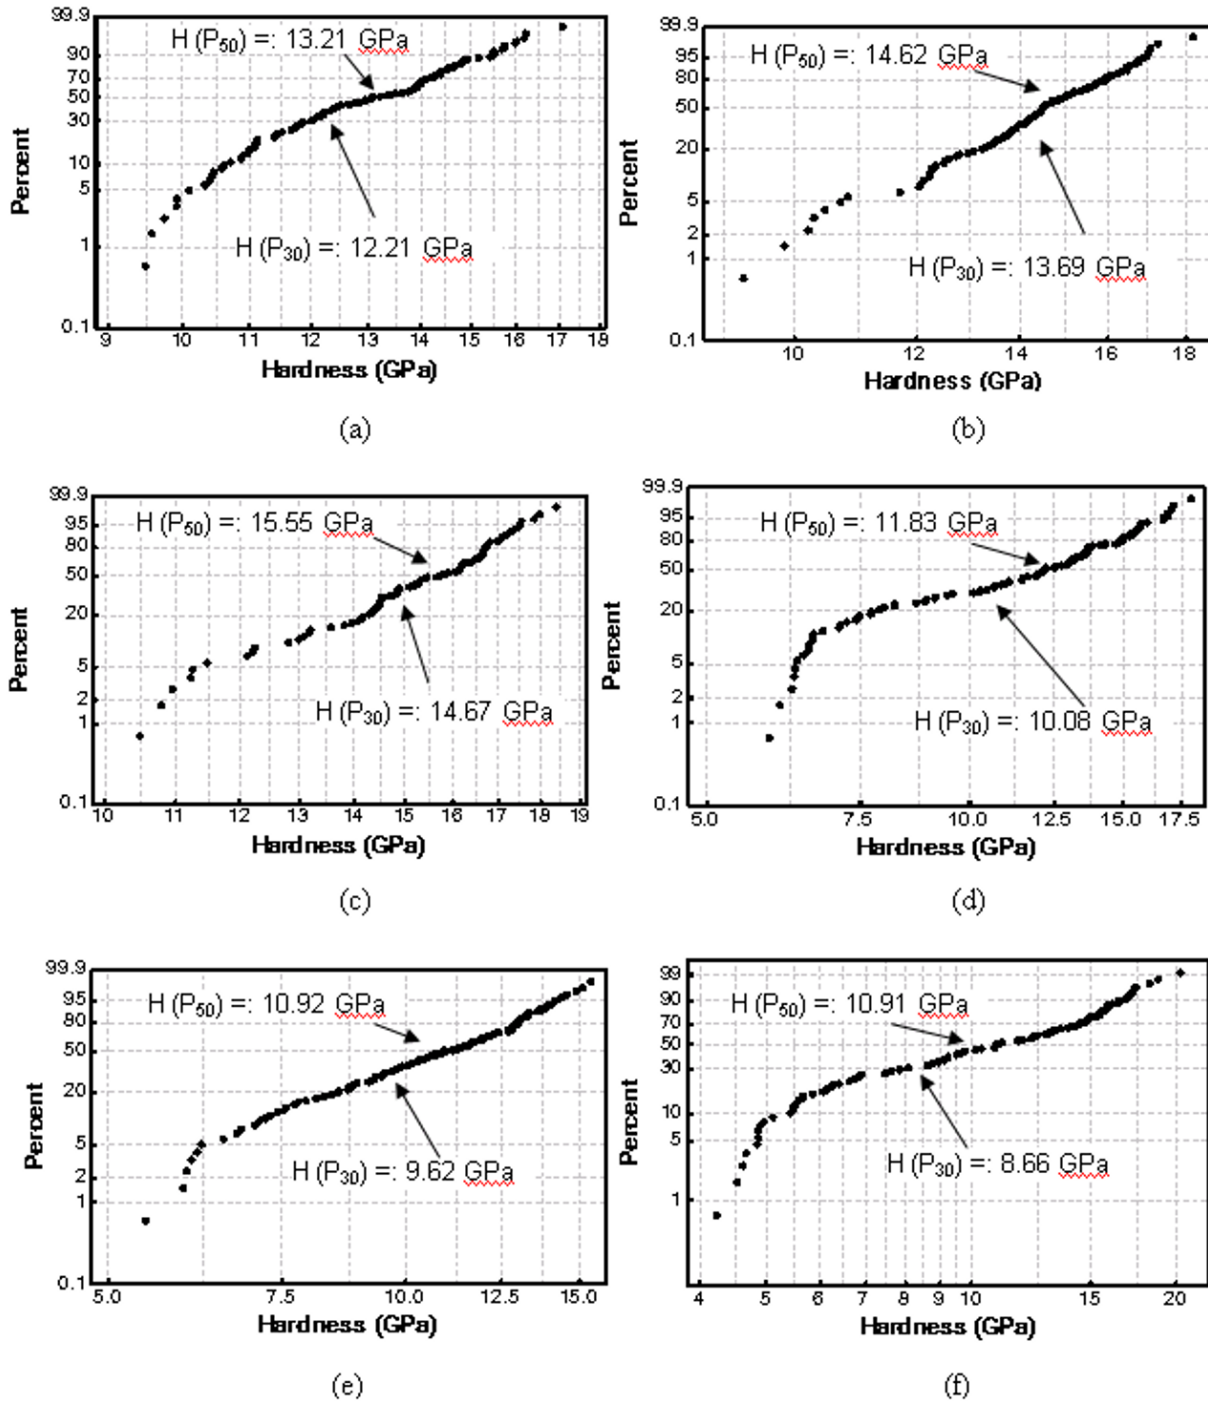 99.9
90
70
50
30
10
5
1
0.1
Percent
H (P50) =: 13.21 GPa
H (P30) =: 12.21 GPa
9 10 11 12 13 14 15 16 17 18
Hardness (GPa)
(a)
99.9
95
80
50
20
5
2
1
0.1
Percent
H (P50) =: 14.62 GPa
H (P30) =: 13.69 GPa
10 12 14 16 18
Hardness (GPa)
(b)
99.9
95
80
50
20
5
2
1
0.1
Percent
H (P50) =: 15.55 GPa
H (P30) =: 14.67 GPa
10 11 12 13 14 15 16 17 18 19
Hardness (GPa)
(c)
99.9
95
80
50
20
5
2
1
0.1
Percent
H (P50) =: 11.83 GPa
H (P30) =: 10.08 GPa
5.0 7.5 10.0 12.5 15.0 17.5
Hardness (GPa)
(d)
99.9
95
80
50
20
5
2
1
0.1
Percent
H (P50) =: 10.92 GPa
H (P30) =: 9.62 GPa
5.0 7.5 10.0 12.5 15.0
Hardness (GPa)
(e)
99
90
70
50
30
10
5
1
Percent
H (P50) =: 10.91 GPa
H (P30) =: 8.66 GPa
4 5 6 7 8 9 10 15 20
Hardness (GPa)
(f)